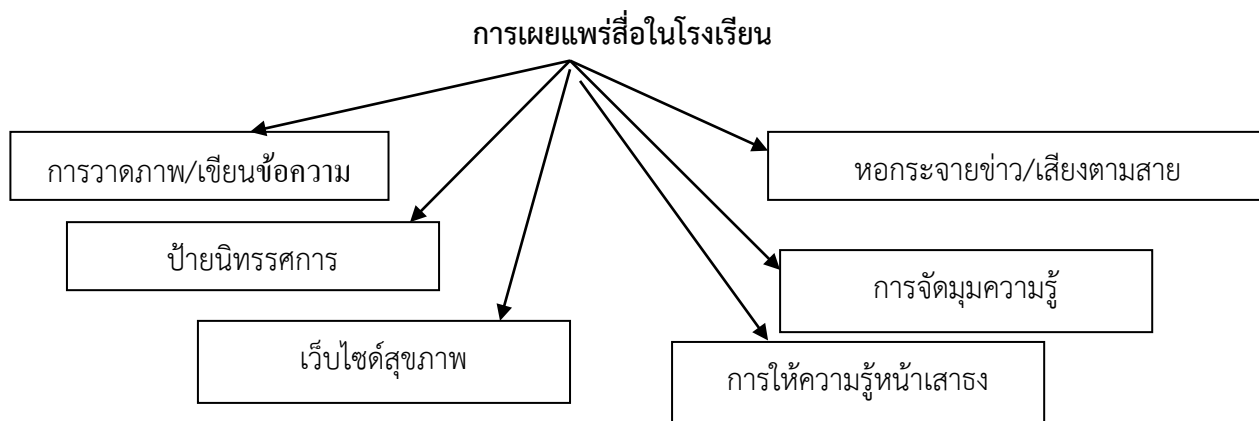 การเผยแพร่สื่อในโรงเรียน
การวาดภาพ/เขียนข้อความ
หอกระจายข่าว/เสียงตามสาย
ป้ายนิทรรศการ
การจัดมุมความรู้
เว็บไซด์สุขภาพ
การให้ความรู้หน้าเสาธง